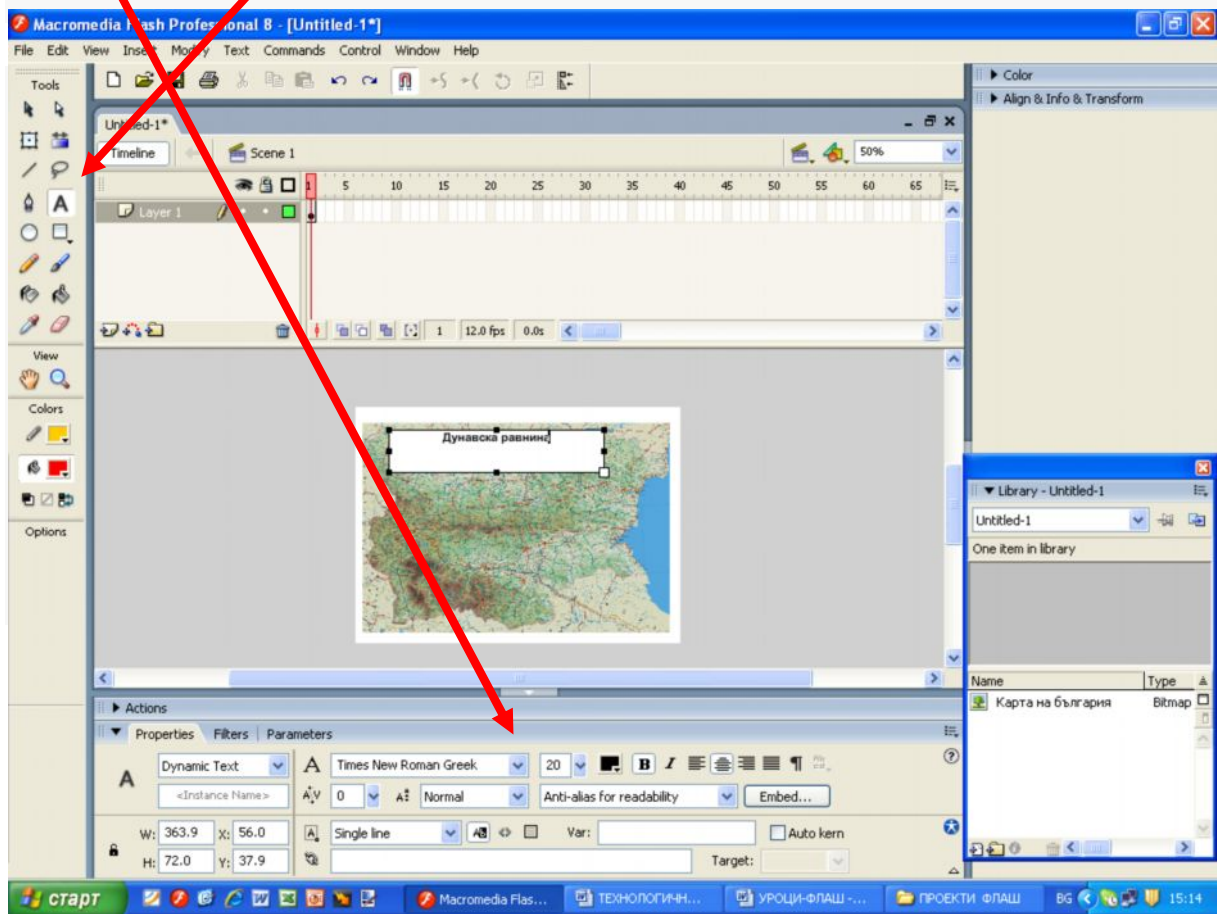 Macromedia Flash Professional 8 - [Untitled-1*]
File Edit View Insert Modify Text Commands Control Window Help
Tools
Color
Align & Info & Transform
Untitled-1*
Timeline Scene 1 50%
1 5 10 15 20 25 30 35 40 45 50 55 60 65
Layer 1
1 12.0 fps 0.0s
View
Colors
Options
Дунавска равнина
Library - Untitled-1
Untitled-1
One item in library
Name Type
Карта на българия Bitmap
Actions
Properties Filters Parameters
Dynamic Text A Times New Roman Greek 20 B I
A <Instance Name> A V 0 Normal Anti-alias for readability Embed...
W: 363.9 X: 56.0 Single line Var: Auto kern
H: 72.0 Y: 37.9 Target:
старт Macromedia Flas... ТЕХНОЛОГИЧН... УРОЦИ-ФЛАШ -... ПРОЕКТИ ФЛАШ BG 15:14